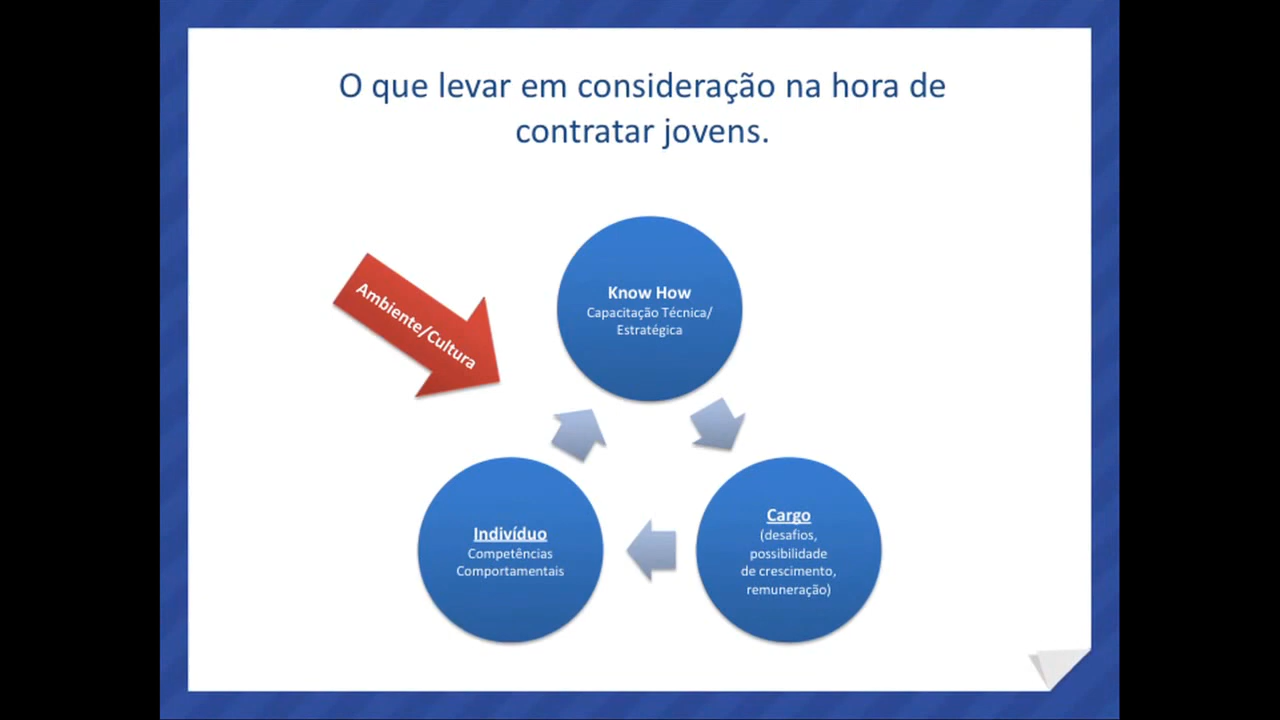 O que levar em consideração na hora de
contratar jovens.
Ambiente/Cultura
Know How
Capacitação Técnica/
Estratégica
Indivíduo
Competências
Comportamentais
Cargo
(desafios,
possibilidade
de crescimento,
remuneração)